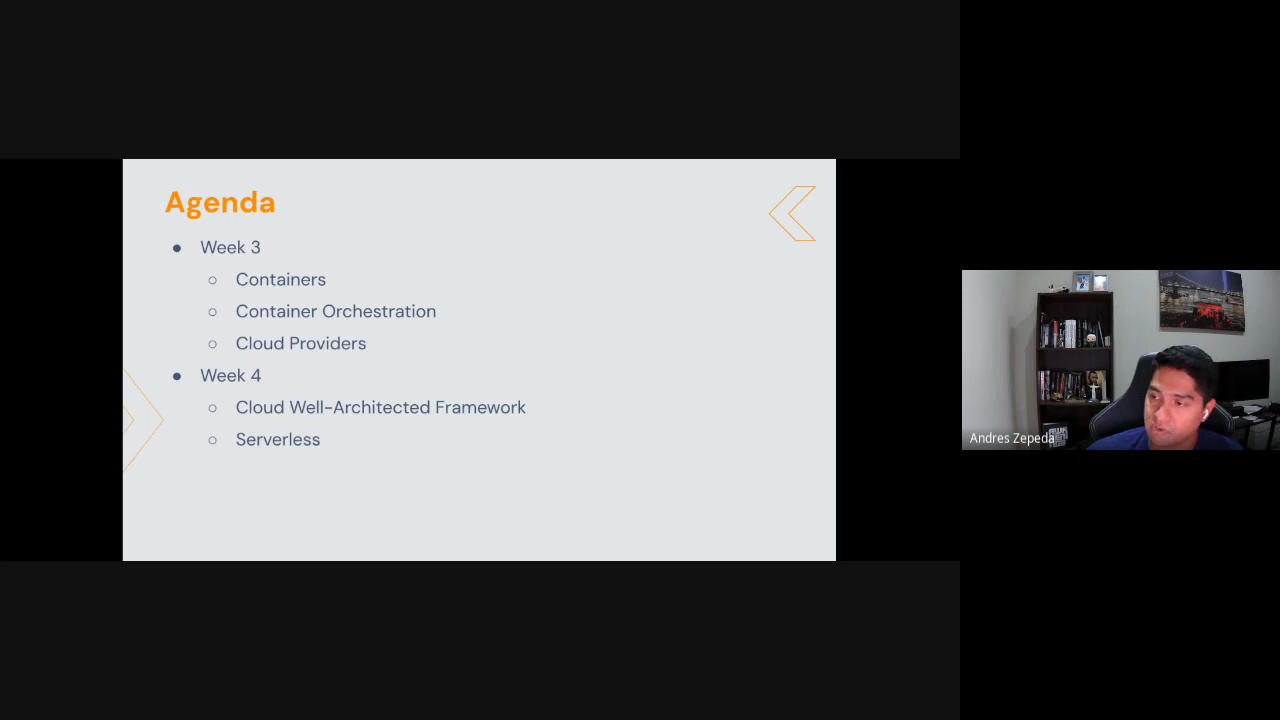 Agenda
● Week 3
○ Containers
○ Container Orchestration
○ Cloud Providers
● Week 4
○ Cloud Well-Architected Framework
○ Serverless
Andres Zepeda